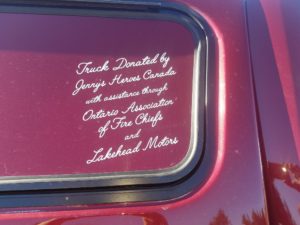 Truck Donated by
Jenny's Heroes Canada
with assistance through
Ontario Association
of Fire Chiefs
and
Lakehead Motors